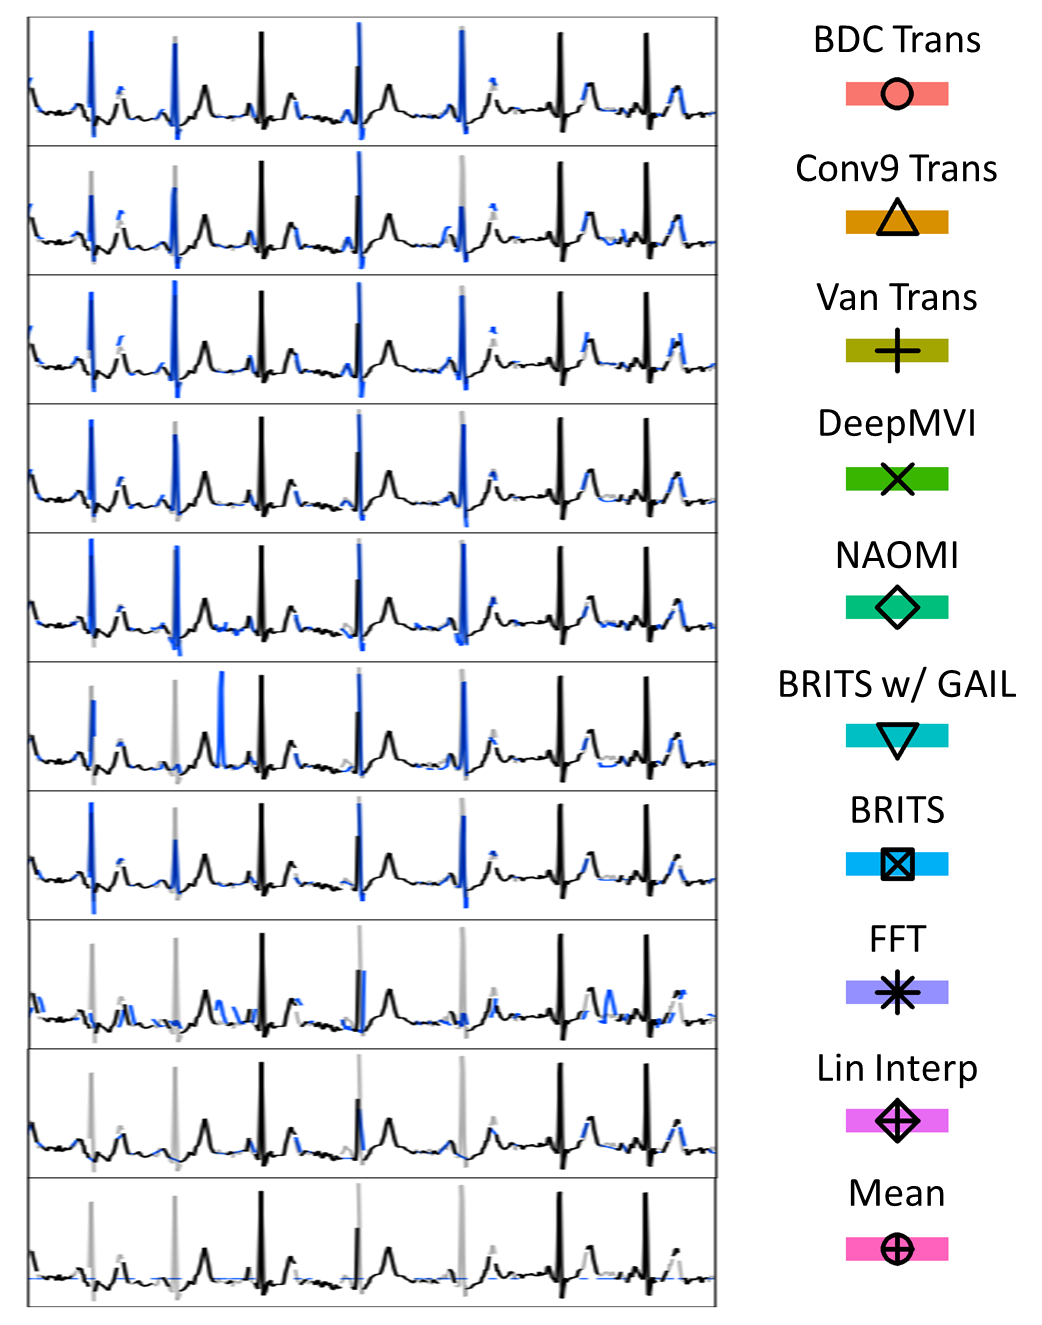 BDC Trans
Conv9 Trans
Van Trans
DeepMVI
NAOMI
BRITS w/ GAIL
BRITS
FFT
Lin Interp
Mean